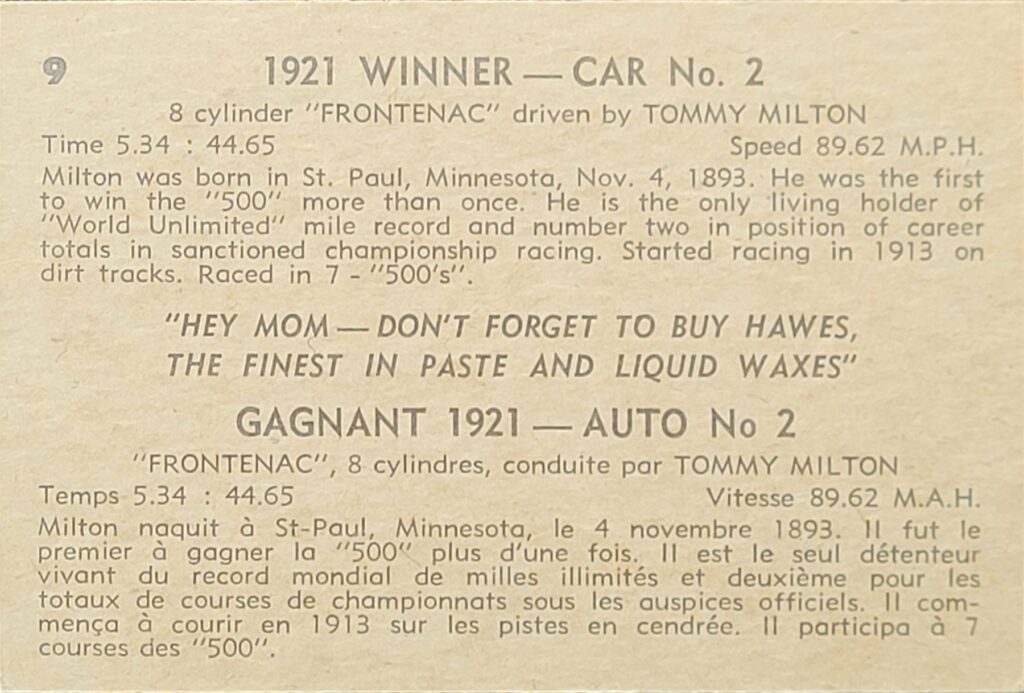 9
1921 WINNER — CAR No. 2
8 cylinder "FRONTENAC" driven by TOMMY MILTON
Time 5.34 : 44.65 Speed 89.62 M.P.H.
Milton was born in St. Paul, Minnesota, Nov. 4, 1893. He was the first
to win the "500" more than once. He is the only living holder of
"World Unlimited" mile record and number two in position of career
totals in sanctioned championship racing. Started racing in 1913 on
dirt tracks. Raced in 7 - "500's".
"HEY MOM — DON'T FORGET TO BUY HAWES,
THE FINEST IN PASTE AND LIQUID WAXES"
GAGNANT 1921 — AUTO No 2
"FRONTENAC", 8 cylindres, conduite par TOMMY MILTON
Temps 5.34 : 44.65 Vitesse 89.62 M.A.H.
Milton naquit à St-Paul, Minnesota, le 4 novembre 1893. Il fut le
premier à gagner la "500" plus d'une fois. Il est le seul détenteur
vivant du record mondial de milles illimités et deuxième pour les
totaux de courses de championnats sous les auspices officiels. Il com-
mença à courir en 1913 sur les pistes en cendrée. Il participa à 7
courses des "500".